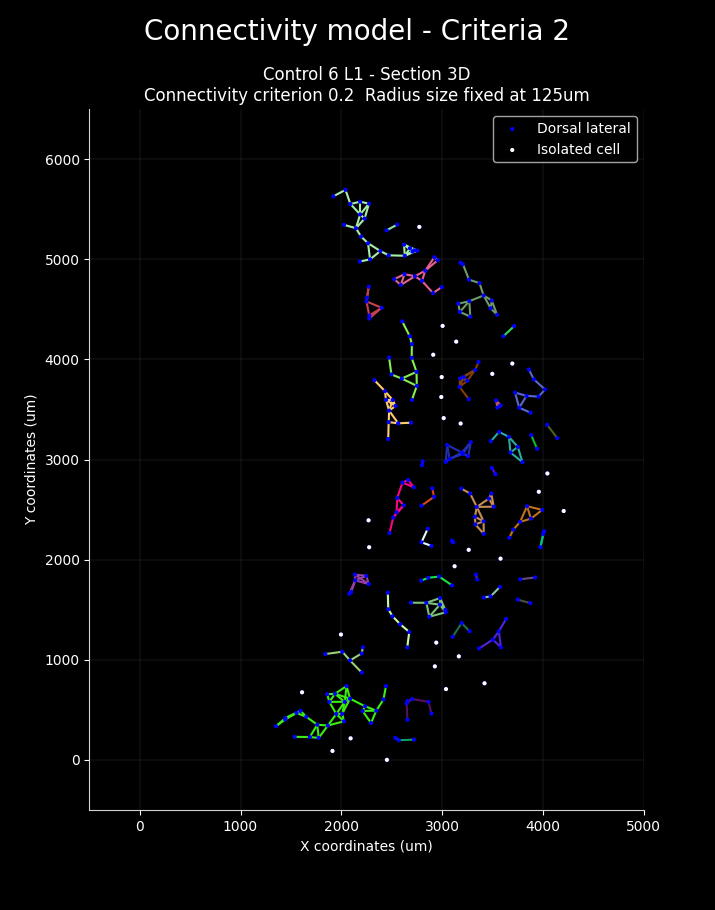 Connectivity model - Criteria 2
Control 6 L1 - Section 3D
Connectivity criterion 0.2  Radius size fixed at 125um
Dorsal lateral
Isolated cell
6000
5000
4000
3000
2000
1000
0
Y coordinates (um)
0 1000 2000 3000 4000 5000
X coordinates (um)